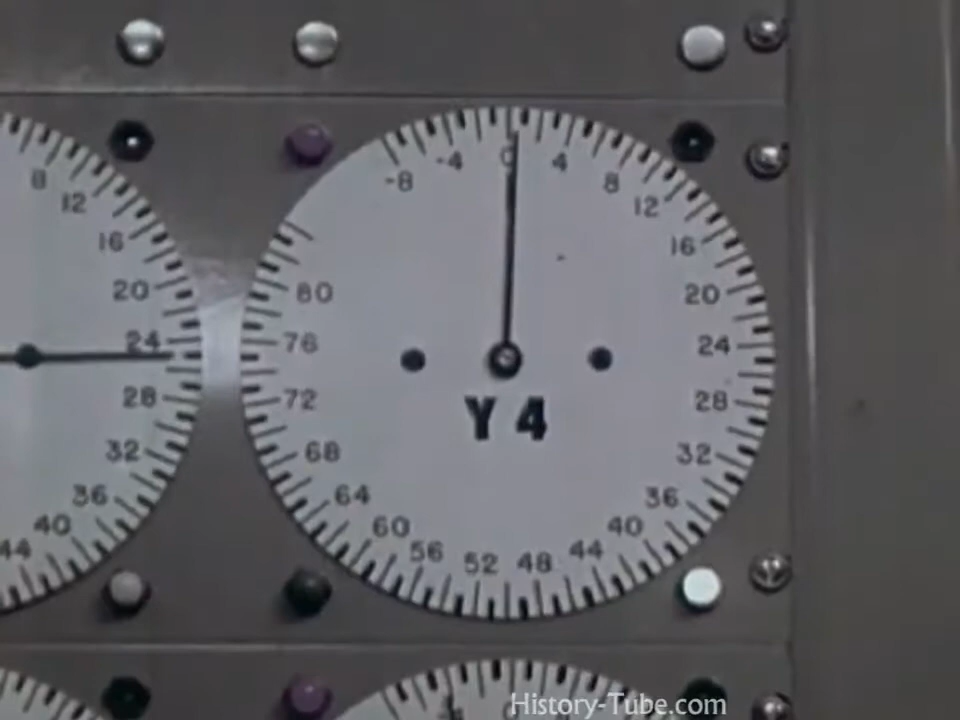 -8 -4 0 4 8 12 16 20 24 28 32 36 40 44 48 52 56 60 64 68 72 76 80
Y 4
8 12 16 20 24 28 32 36 40 44
History-Tube.com